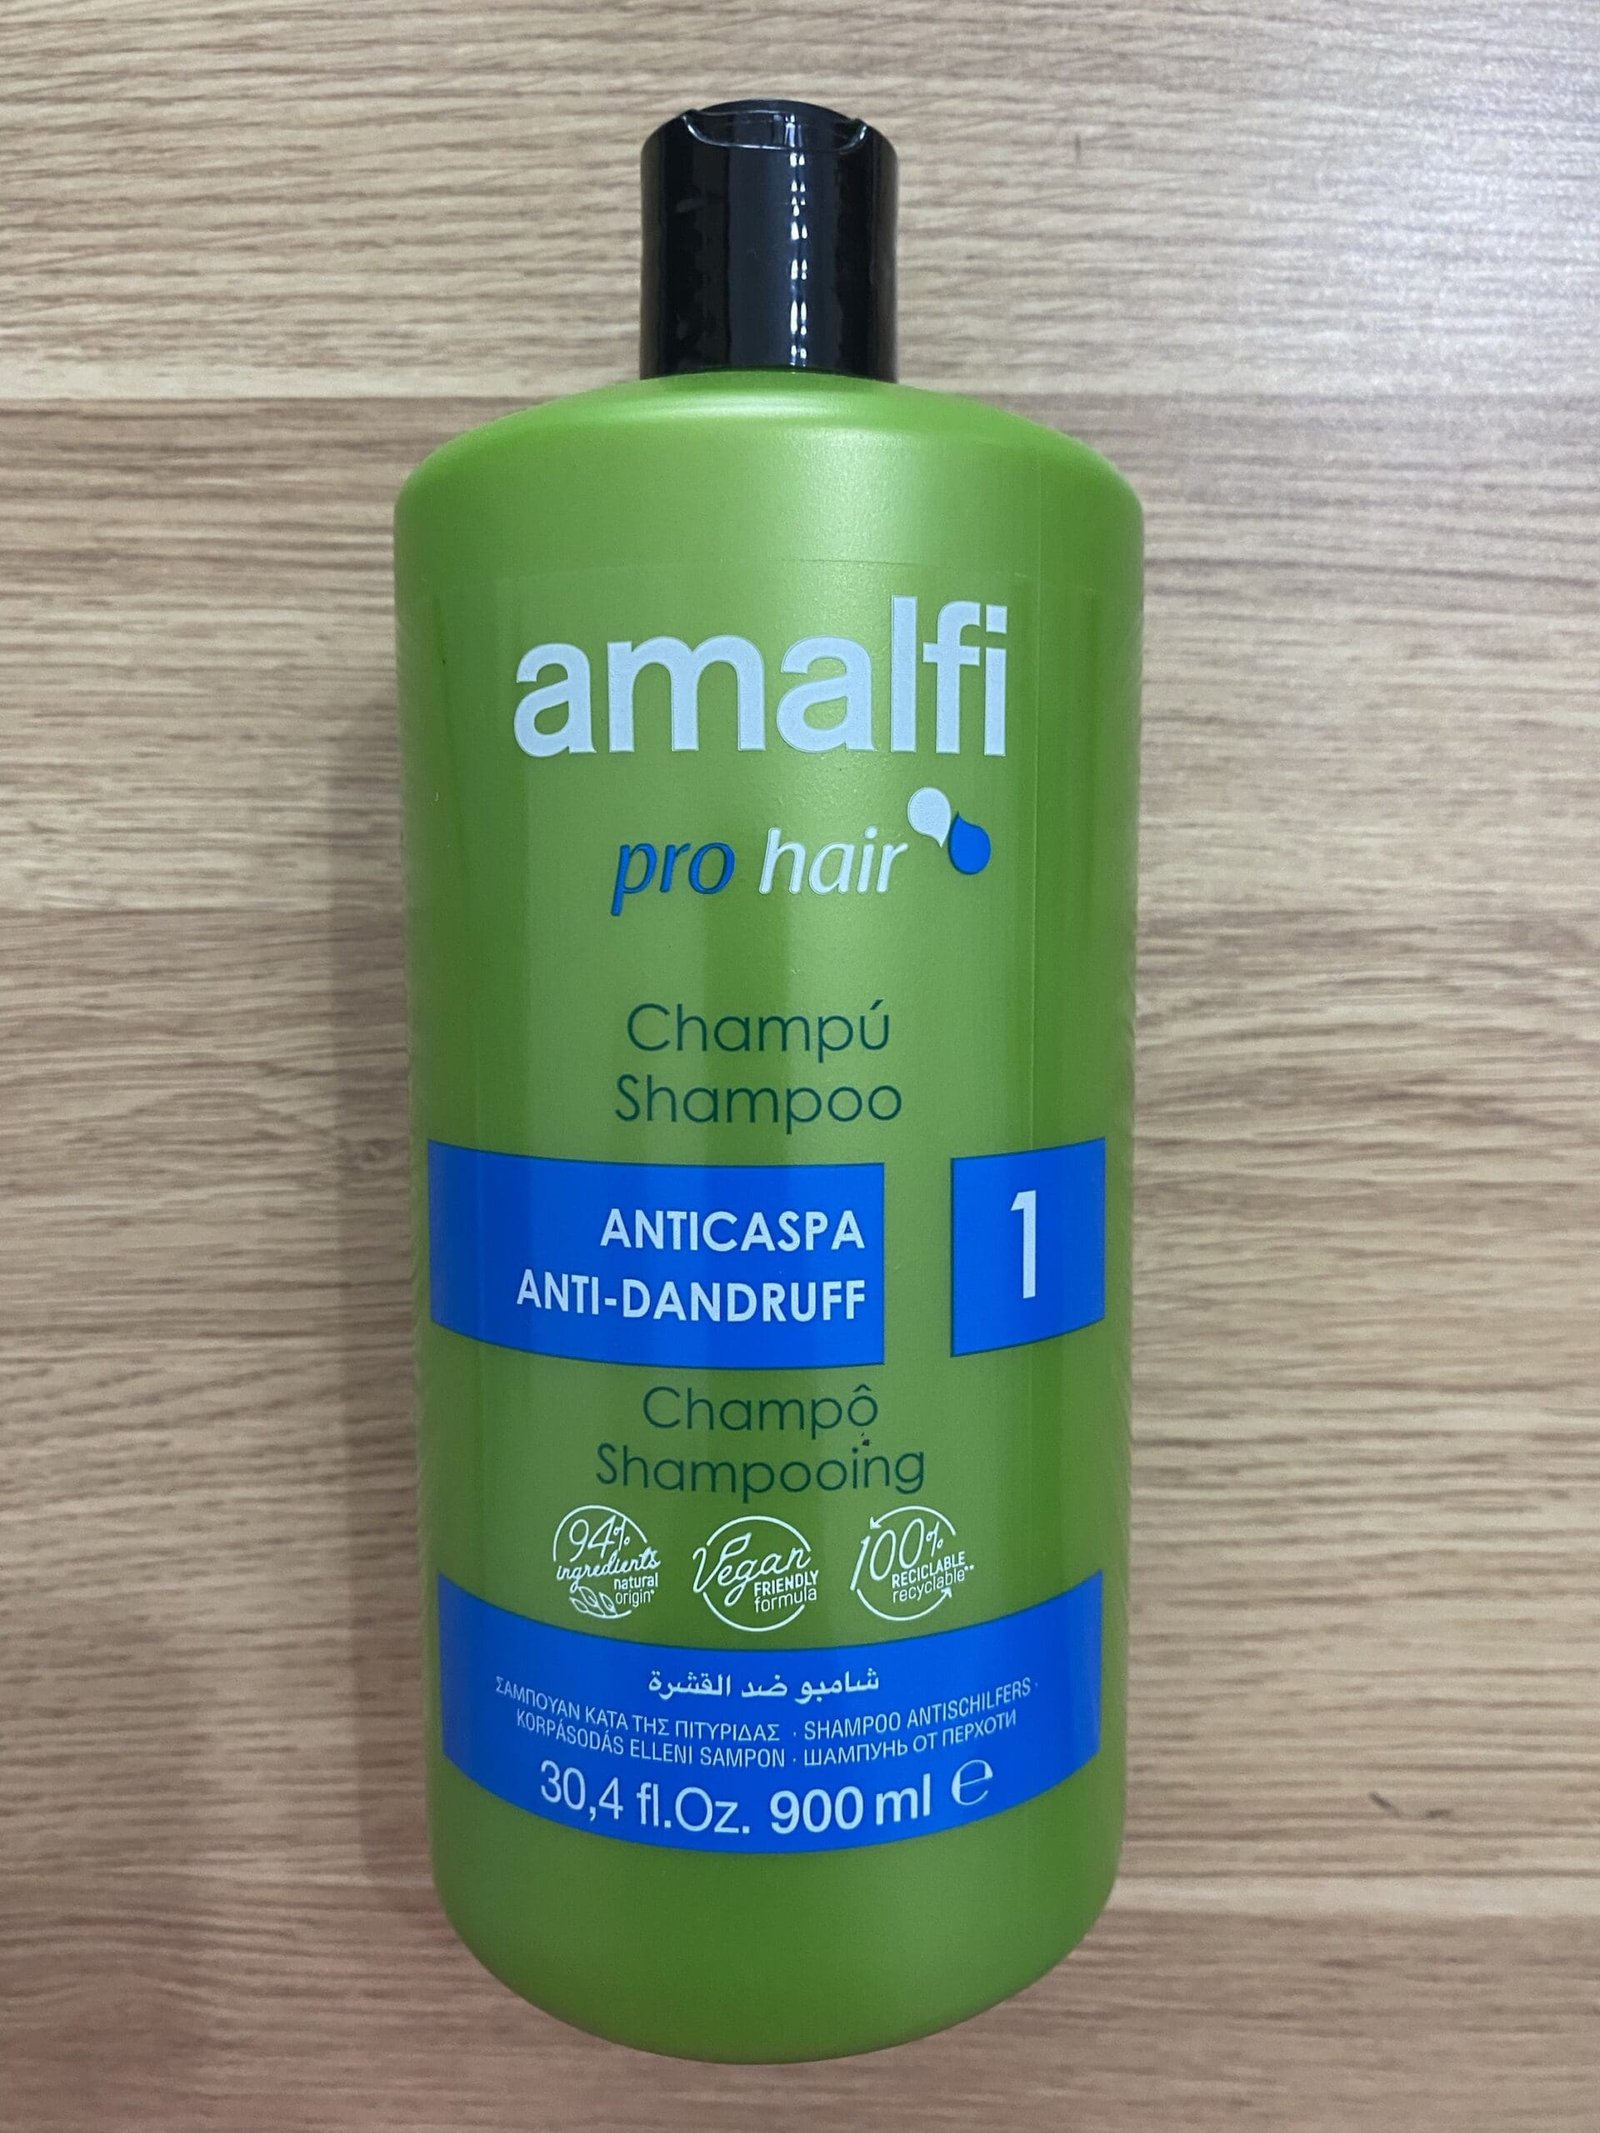 amalfi
pro hair
Champú
Shampoo
ANTICASPA
ANTI-DANDRUFF
1
Champô
Shampooing
94%
ingredients
natural
origin*
Vegan
FRIENDLY
formula
100%
RECICLABLE
recyclable**
شامبو ضد القشرة
ΣΑΜΠΟΥΑΝ ΚΑΤΑ ΤΗΣ ΠΙΤΥΡΙΔΑΣ · SHAMPOO ANTISCHILFERS ·
KORPÁSODÁS ELLENI SAMPON · ШАМПУНЬ ОТ ПЕРХОТИ
30,4 fl.Oz. 900 ml ℮